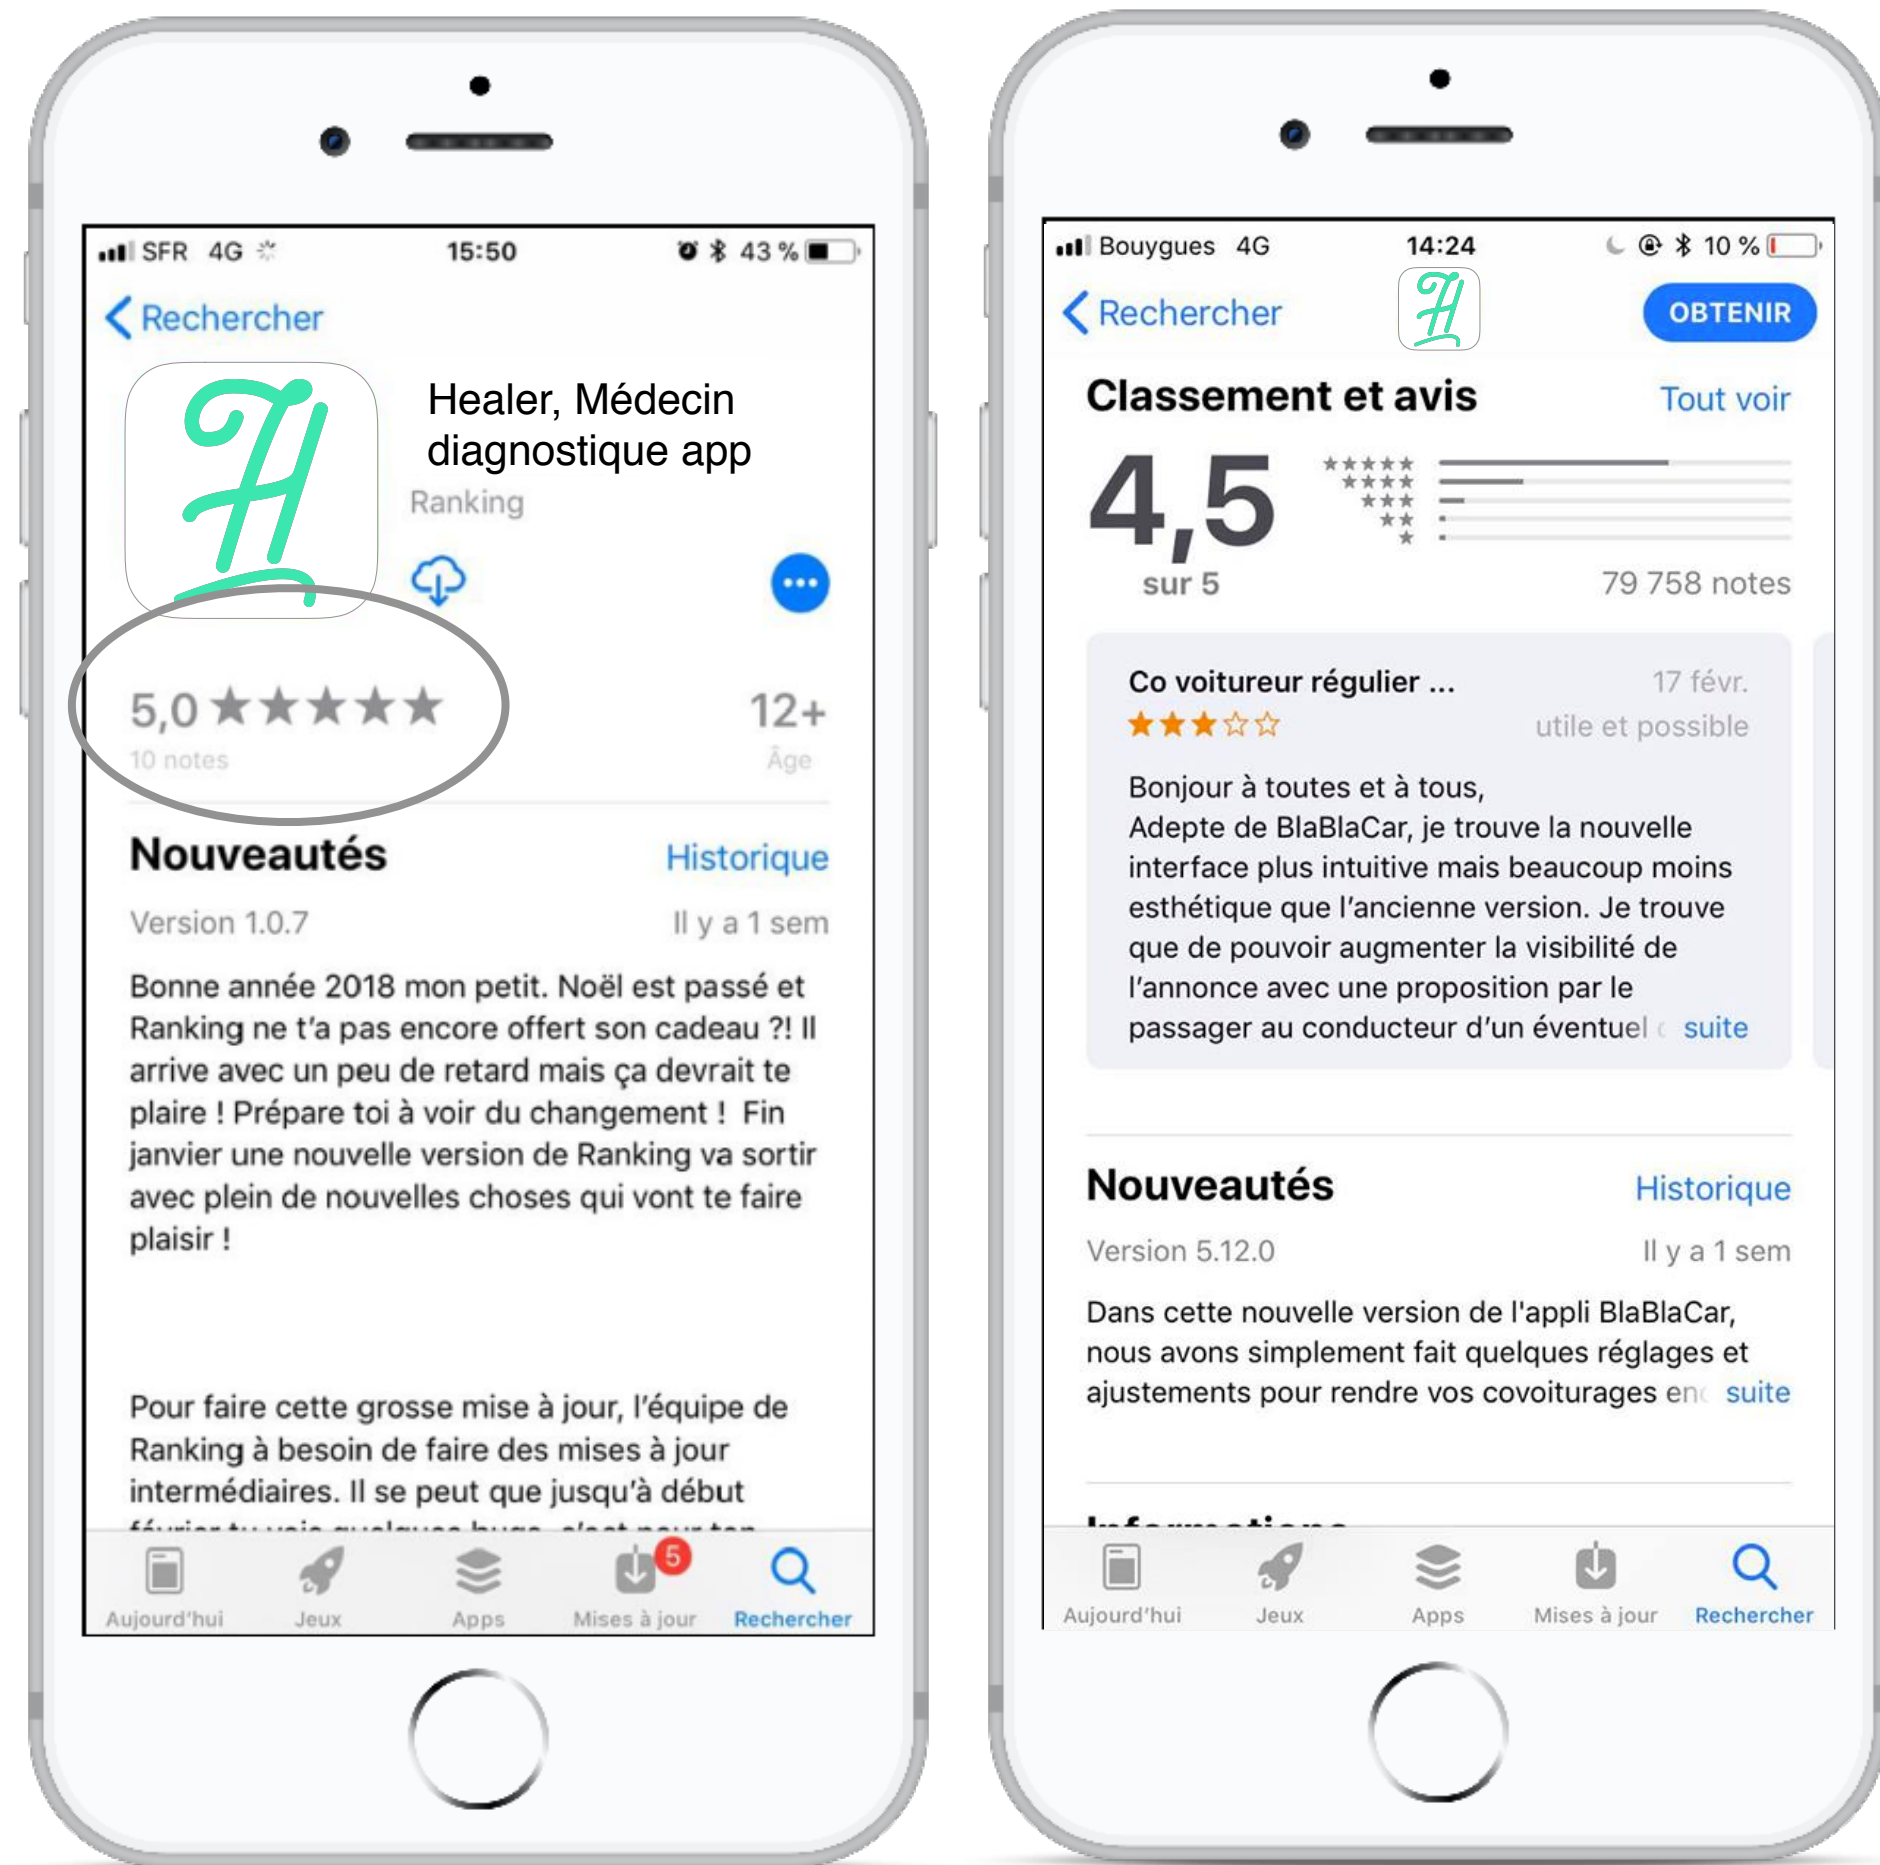 SFR 4G 15:50 43 %
Rechercher
Healer, Médecin
diagnostique app
Ranking
5,0
10 notes
12+
Âge
Nouveautés Historique
Version 1.0.7 Il y a 1 sem
Bonne année 2018 mon petit. Noël est passé et
Ranking ne t'a pas encore offert son cadeau ?! Il
arrive avec un peu de retard mais ça devrait te
plaire ! Prépare toi à voir du changement ! Fin
janvier une nouvelle version de Ranking va sortir
avec plein de nouvelles choses qui vont te faire
plaisir !
Pour faire cette grosse mise à jour, l'équipe de
Ranking à besoin de faire des mises à jour
intermédiaires. Il se peut que jusqu'à début
février tu vois quelques bugs, c'est pour ton
5
Aujourd'hui Jeux Apps Mises à jour Rechercher
Bouygues 4G 14:24 10 %
Rechercher H OBTENIR
Classement et avis Tout voir
4,5
sur 5
79 758 notes
Co voitureur régulier ... 17 févr.
utile et possible
Bonjour à toutes et à tous,
Adepte de BlaBlaCar, je trouve la nouvelle
interface plus intuitive mais beaucoup moins
esthétique que l'ancienne version. Je trouve
que de pouvoir augmenter la visibilité de
l'annonce avec une proposition par le
passager au conducteur d'un éventuel suite
Nouveautés Historique
Version 5.12.0 Il y a 1 sem
Dans cette nouvelle version de l'appli BlaBlaCar,
nous avons simplement fait quelques réglages et
ajustements pour rendre vos covoiturages en suite
Informations
Aujourd'hui Jeux Apps Mises à jour Rechercher